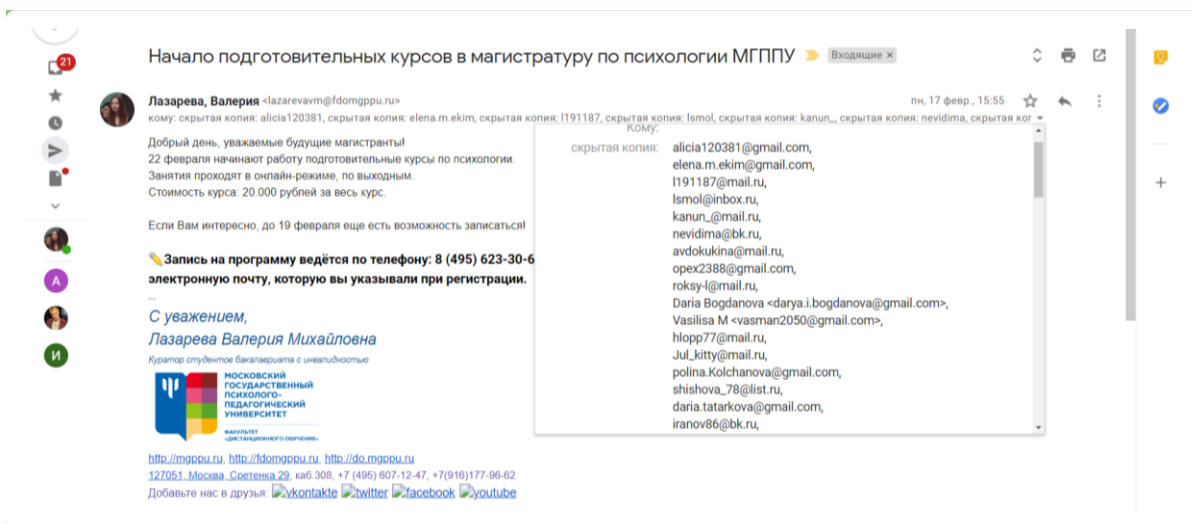 Начало подготовительных курсов в магистратуру по психологии МГППУ Входящие ×
21
Лазарева, Валерия <lazarevavm@fdomgppu.ru> пн, 17 февр., 15:55
кому: скрытая копия: alicia120381, скрытая копия: elena.m.ekim, скрытая копия: l191187, скрытая копия: lsmol, скрытая копия: kanun_, скрытая копия: nevidima, скрытая ког
Добрый день, уважаемые будущие магистранты!
22 февраля начинают работу подготовительные курсы по психологии.
Занятия проходят в онлайн-режиме, по выходным.
Стоимость курса: 20.000 рублей за весь курс.
Если Вам интересно, до 19 февраля еще есть возможность записаться!
Запись на программу ведётся по телефону: 8 (495) 623-30-6
электронную почту, которую вы указывали при регистрации.
--
С уважением,
Лазарева Валерия Михайловна
Куратор студентов бакалавриата с инвалидностью
МОСКОВСКИЙ
ГОСУДАРСТВЕННЫЙ
ПСИХОЛОГО-
ПЕДАГОГИЧЕСКИЙ
УНИВЕРСИТЕТ
ФАКУЛЬТЕТ
«ДИСТАНЦИОННОГО ОБУЧЕНИЯ»
http://mgppu.ru, http://fdomgppu.ru, http://do.mgppu.ru
127051, Москва, Сретенка 29, каб.308, +7 (495) 607-12-47, +7(916)177-96-62
Добавьте нас в друзья: vkontakte twitter facebook youtube
Кому:
скрытая копия: alicia120381@gmail.com,
elena.m.ekim@gmail.com,
l191187@mail.ru,
lsmol@inbox.ru,
kanun_@mail.ru,
nevidima@bk.ru,
avdokukina@mail.ru,
opex2388@gmail.com,
roksy-l@mail.ru,
Daria Bogdanova <darya.i.bogdanova@gmail.com>,
Vasilisa M <vasman2050@gmail.com>,
hlopp77@mail.ru,
Jul_kitty@mail.ru,
polina.Kolchanova@gmail.com,
shishova_78@list.ru,
daria.tatarkova@gmail.com,
iranov86@bk.ru,
А
И